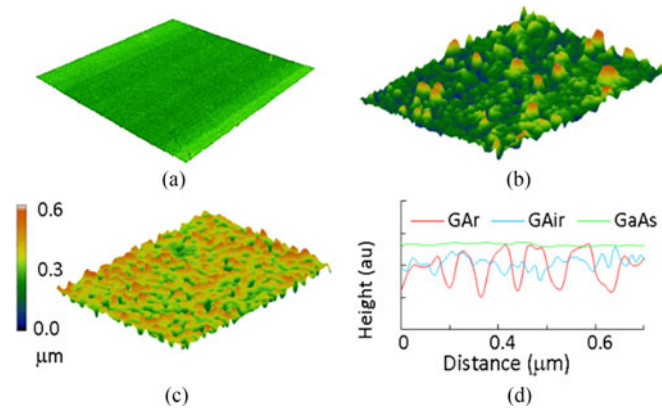 (a)
(b)
0.6
0.3
0.0
μm
(c)
GAr GAir GaAs
Height (au)
0 0.4 0.6
Distance (μm)
(d)